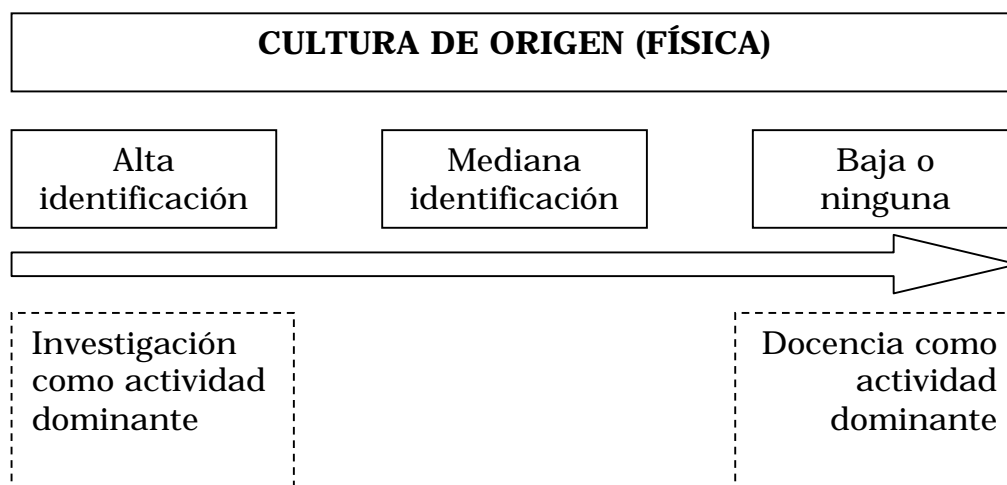 CULTURA DE ORIGEN (FÍSICA)
Alta
identificación
Mediana
identificación
Baja o
ninguna
Investigación
como actividad
dominante
Docencia como
actividad
dominante